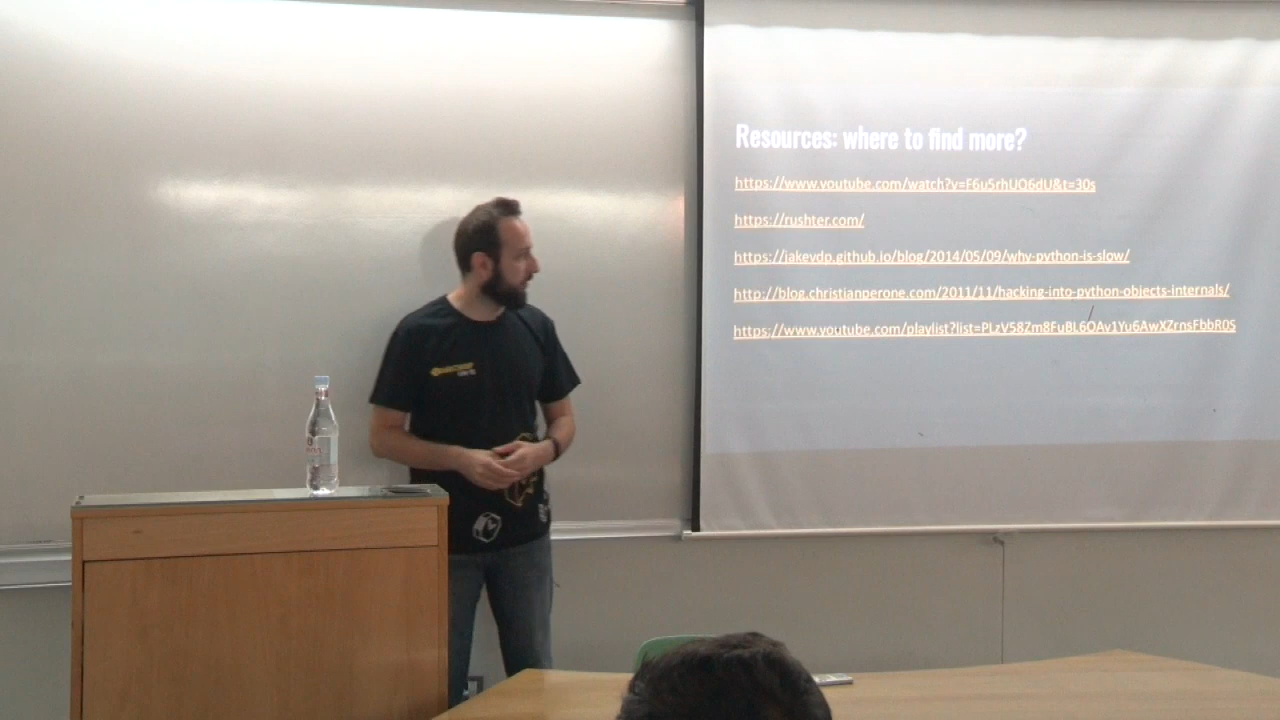 Resources: where to find more?
https://www.youtube.com/watch?v=F6u5rhUQ6dU&t=30s
https://rushter.com/
https://jakevdp.github.io/blog/2014/05/09/why-python-is-slow/
http://blog.christianperone.com/2011/11/hacking-into-python-objects-internals/
https://www.youtube.com/playlist?list=PLzV58Zm8FuBL6OAv1Yu6AwXZrnsFbbR0S